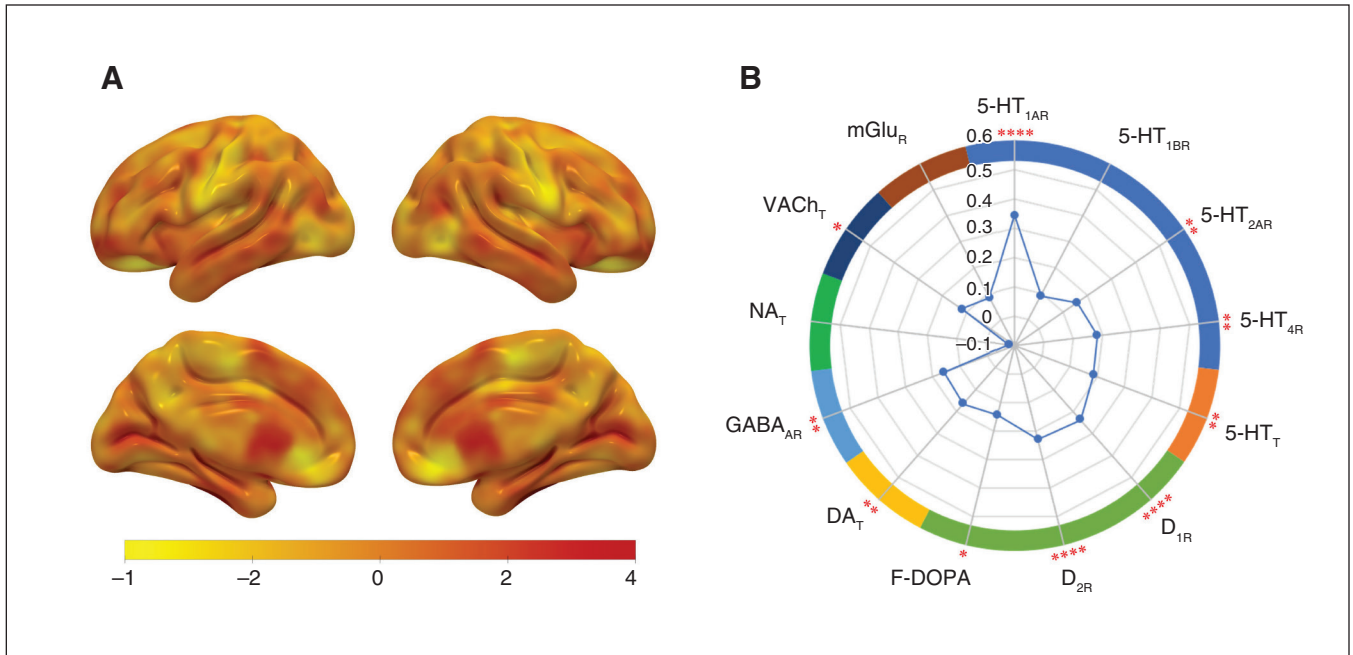 A
−1
−2
0
2
4
B
5-HT1AR
****
5-HT1BR
5-HT2AR
**
5-HT4R
**
5-HTT
**
D1R
****
D2R
****
F-DOPA
*
DAT
**
GABAAR
**
NAT
VAChT
*
mGluR
0.6
0.5
0.4
0.3
0.2
0.1
0
−0.1